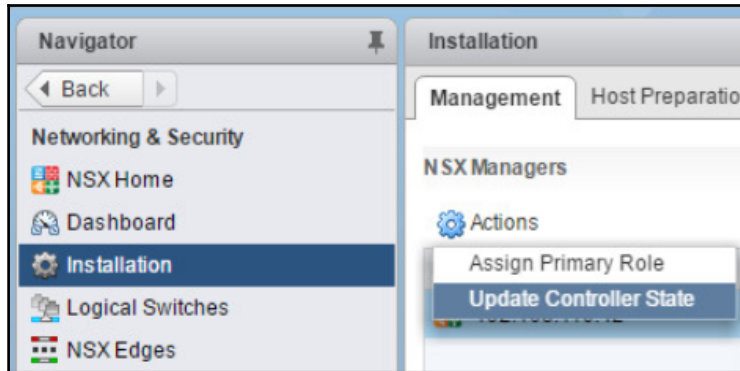 Navigator
Back
Networking & Security
NSX Home
Dashboard
Installation
Logical Switches
NSX Edges
Installation
Management
Host Preparatio
NSX Managers
Actions
Assign Primary Role
Update Controller State